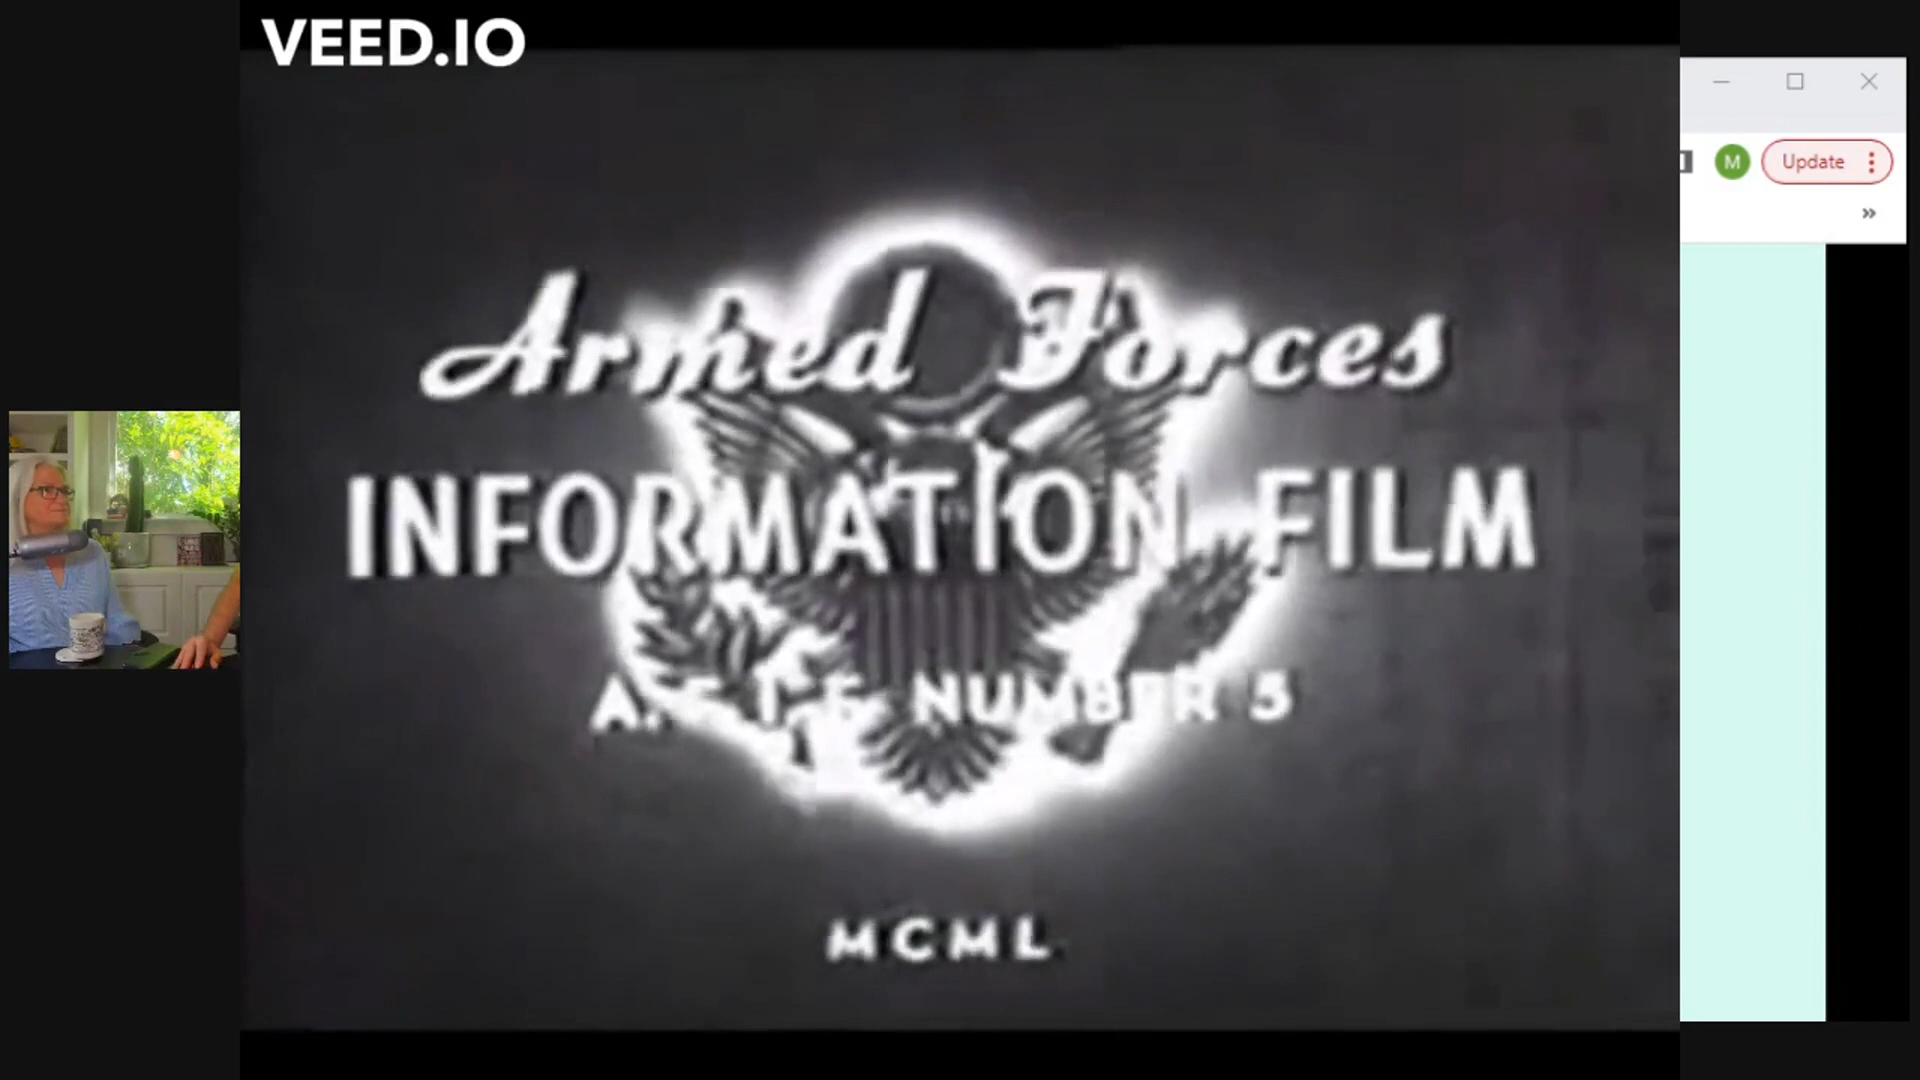 VEED.IO
Armed Forces
INFORMATION FILM
A.F.I.F. NUMBER 5
MCML
M
Update